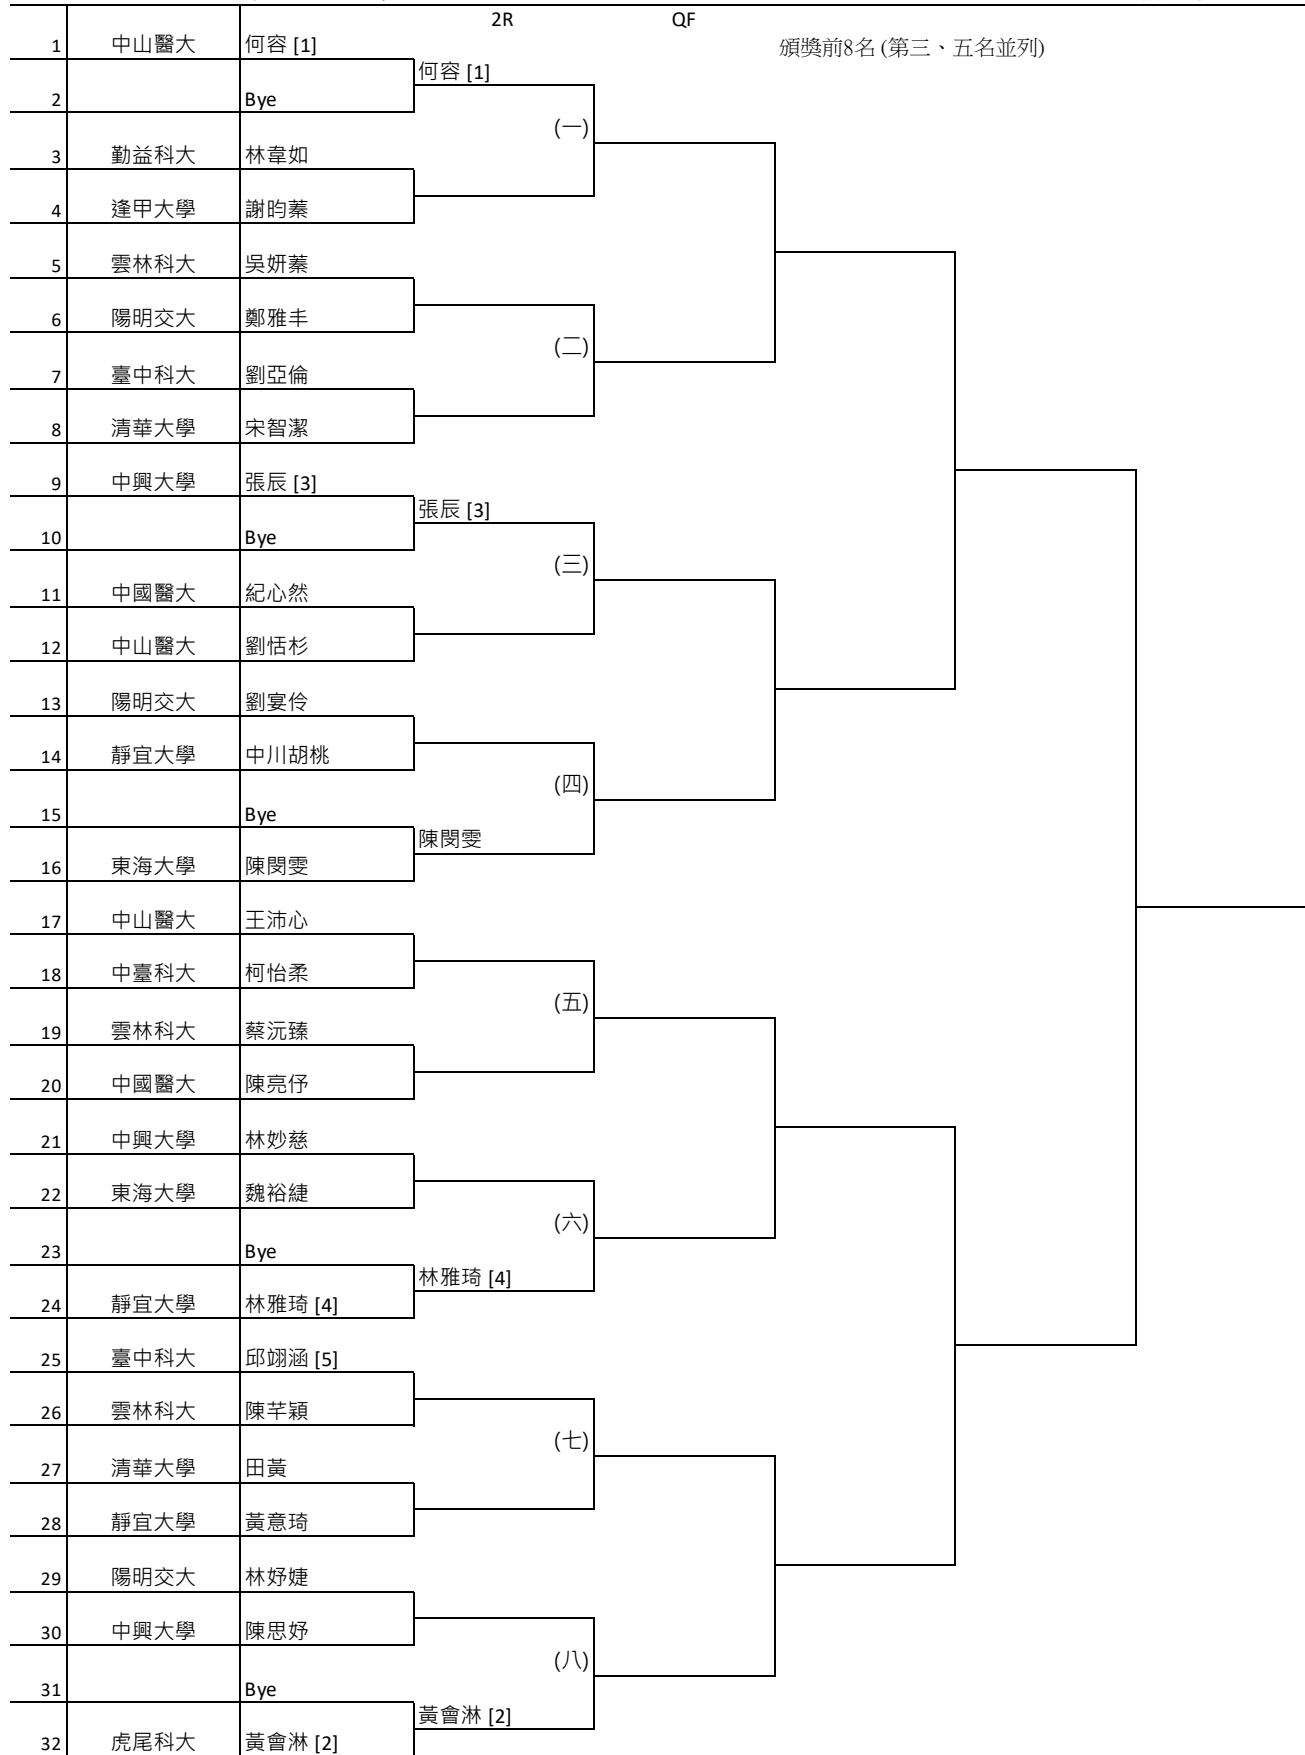 2R QF
1 中山醫大 何容 [1] 頒獎前8名 (第三、五名並列)
何容 [1]
2 Bye
(一)
3 勤益科大 林韋如
4 逢甲大學 謝昀蓁
5 雲林科大 吳妍蓁
6 陽明交大 鄭雅丰
(二)
7 臺中科大 劉亞倫
8 清華大學 宋智潔
9 中興大學 張辰 [3]
張辰 [3]
10 Bye
(三)
11 中國醫大 紀心然
12 中山醫大 劉恬杉
13 陽明交大 劉宴伶
14 靜宜大學 中川胡桃
(四)
15 Bye
陳閔雯
16 東海大學 陳閔雯
17 中山醫大 王沛心
18 中臺科大 柯怡柔
(五)
19 雲林科大 蔡沅臻
20 中國醫大 陳亮伃
21 中興大學 林妙慈
22 東海大學 魏裕緁
(六)
23 Bye
林雅琦 [4]
24 靜宜大學 林雅琦 [4]
25 臺中科大 邱翊涵 [5]
26 雲林科大 陳芊穎
(七)
27 清華大學 田黃
28 靜宜大學 黃意琦
29 陽明交大 林妤婕
30 中興大學 陳思妤
(八)
31 Bye
黃會淋 [2]
32 虎尾科大 黃會淋 [2]